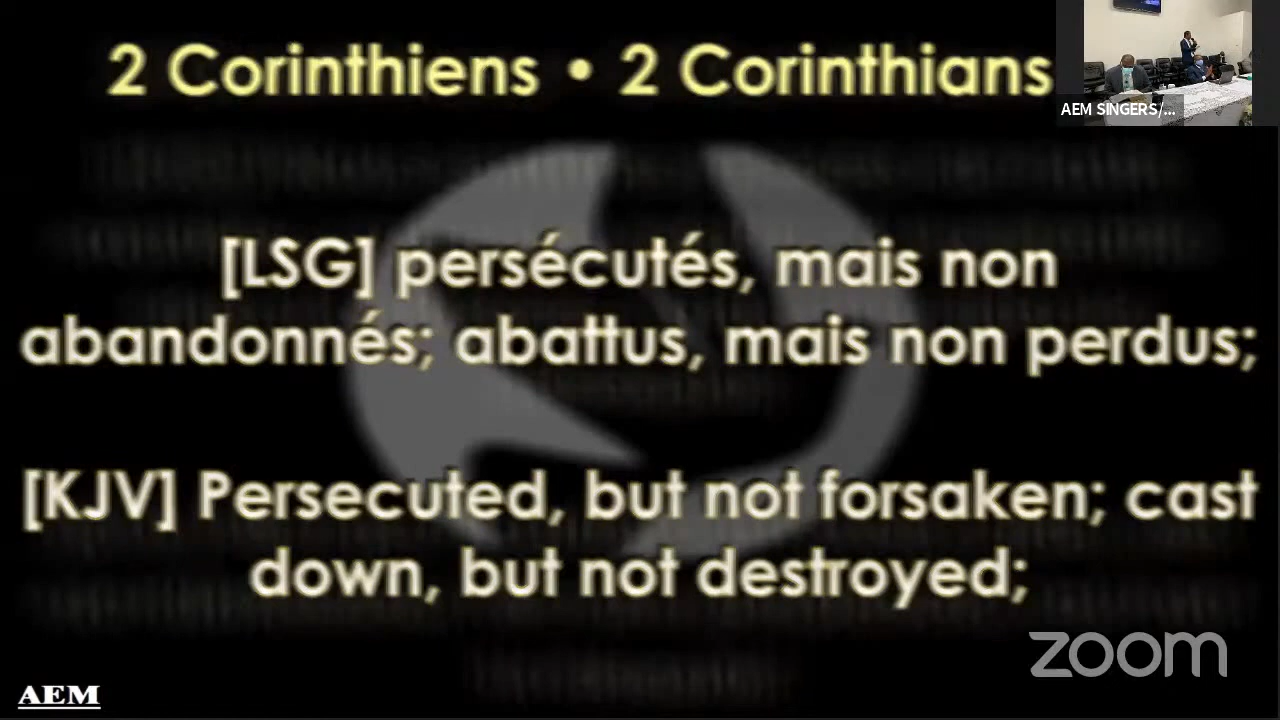 2 Corinthiens • 2 Corinthians
AEM SINGERS/...
[LSG] persécutés, mais non
abandonnés; abattus, mais non perdus;
[KJV] Persecuted, but not forsaken; cast
down, but not destroyed;
zoom
AEM